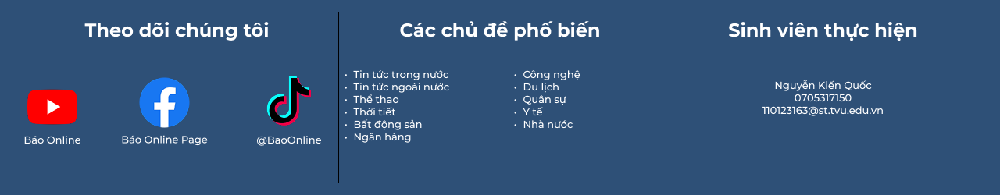 Theo dõi chúng tôi
Báo Online
Báo Online Page
@BaoOnline
Các chủ đề phố biến
• Tin tức trong nước
• Tin tức ngoài nước
• Thể thao
• Thời tiết
• Bất động sản
• Ngân hàng
• Công nghệ
• Du lịch
• Quân sự
• Y tế
• Nhà nước
Sinh viên thực hiện
Nguyễn Kiến Quốc
0705317150
110123163@st.tvu.edu.vn